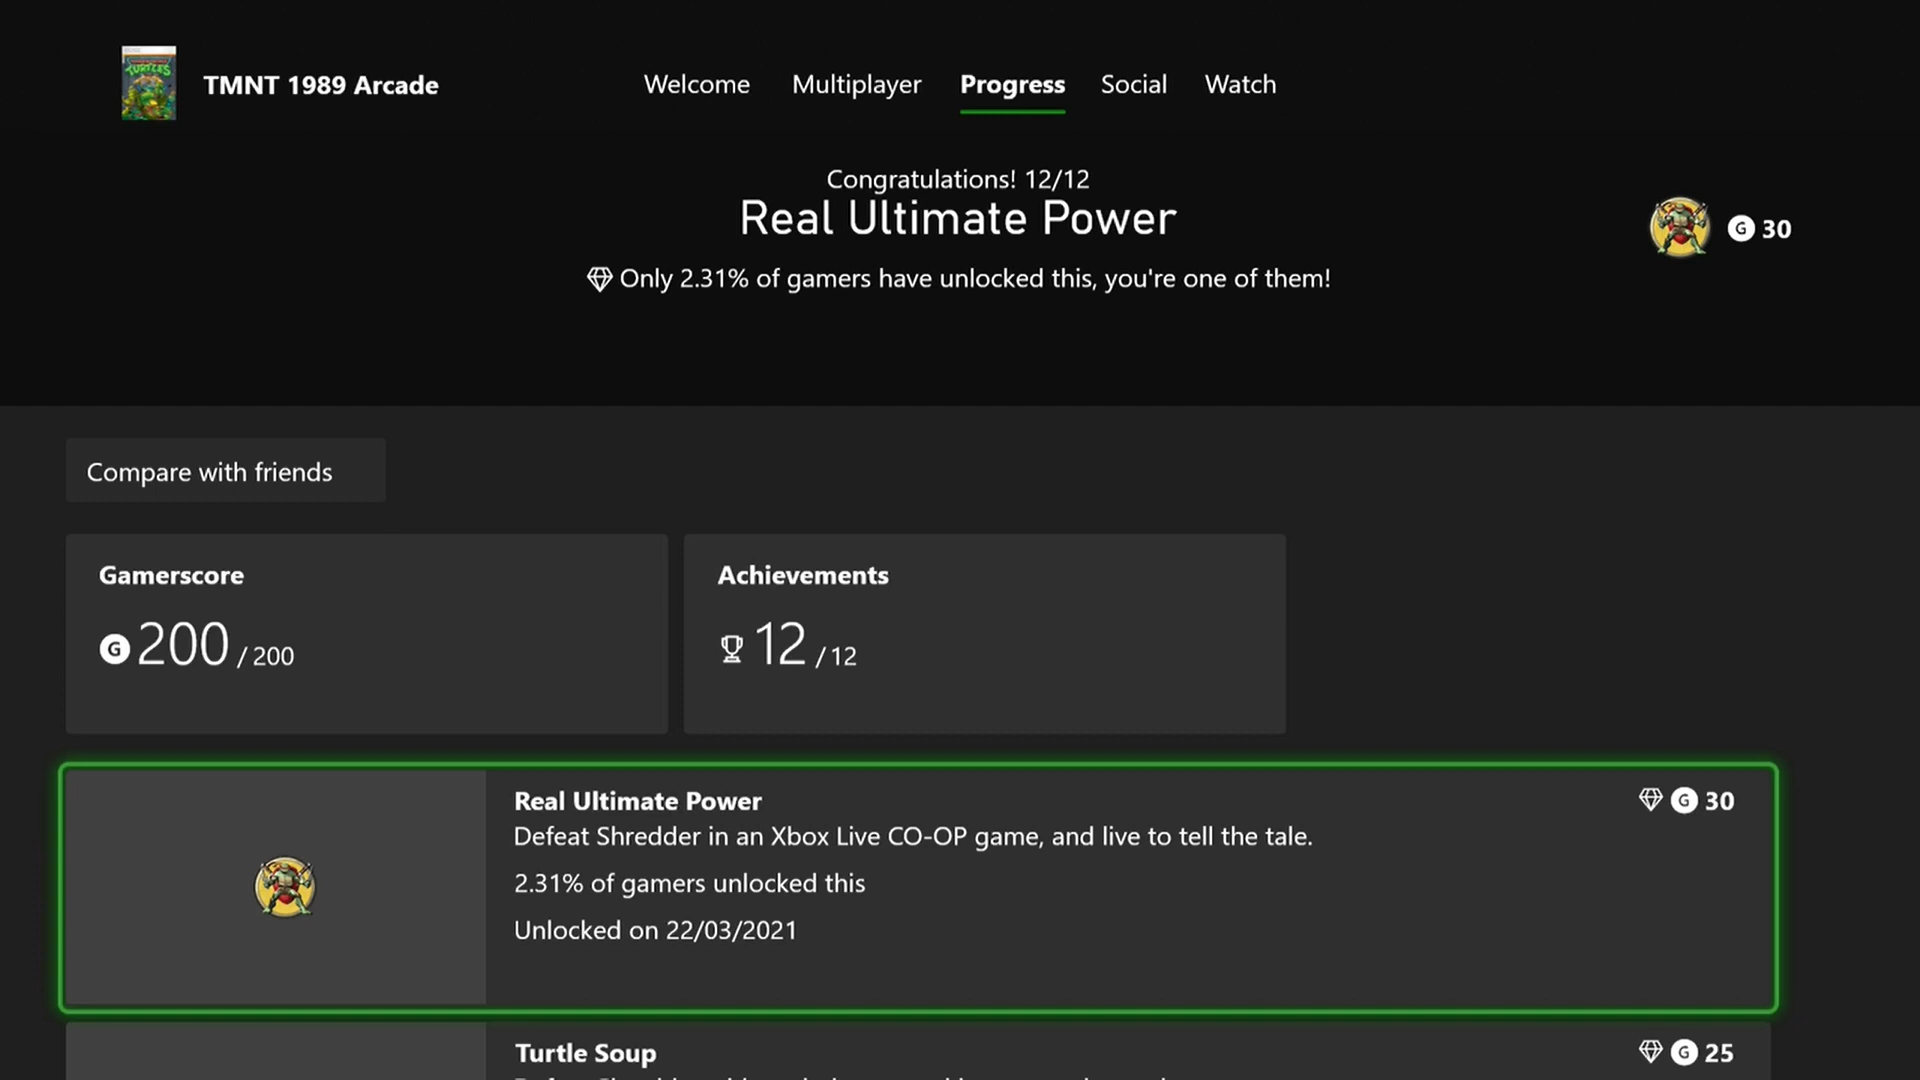 TMNT 1989 Arcade
Welcome
Multiplayer
Progress
Social
Watch
Congratulations! 12/12
Real Ultimate Power
Only 2.31% of gamers have unlocked this, you're one of them!
G 30
Compare with friends
Gamerscore
G 200 / 200
Achievements
12 / 12
Real Ultimate Power
G 30
Defeat Shredder in an Xbox Live CO-OP game, and live to tell the tale.
2.31% of gamers unlocked this
Unlocked on 22/03/2021
Turtle Soup
G 25